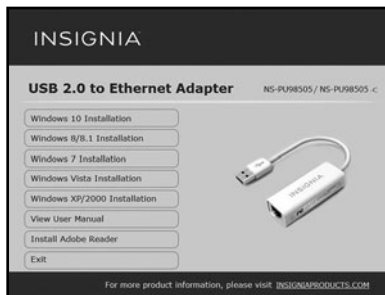 INSIGNIA
USB 2.0 to Ethernet Adapter NS-PU98505/ NS-PU98505 -C
Windows 10 Installation
Windows 8/8.1 Installation
Windows 7 Installation
Windows Vista Installation
Windows XP/2000 Installation
View User Manual
Install Adobe Reader
Exit
INSIGNIA
For more product information, please visit INSIGNIAPRODUCTS.COM